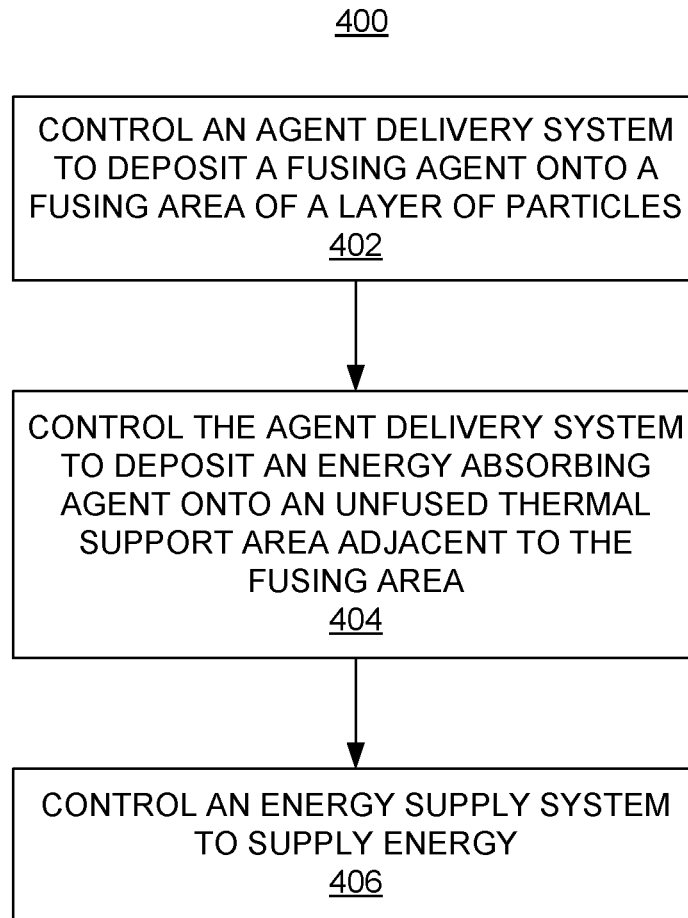 400
CONTROL AN AGENT DELIVERY SYSTEM
TO DEPOSIT A FUSING AGENT ONTO A
FUSING AREA OF A LAYER OF PARTICLES
402
CONTROL THE AGENT DELIVERY SYSTEM
TO DEPOSIT AN ENERGY ABSORBING
AGENT ONTO AN UNFUSED THERMAL
SUPPORT AREA ADJACENT TO THE
FUSING AREA
404
CONTROL AN ENERGY SUPPLY SYSTEM
TO SUPPLY ENERGY
406